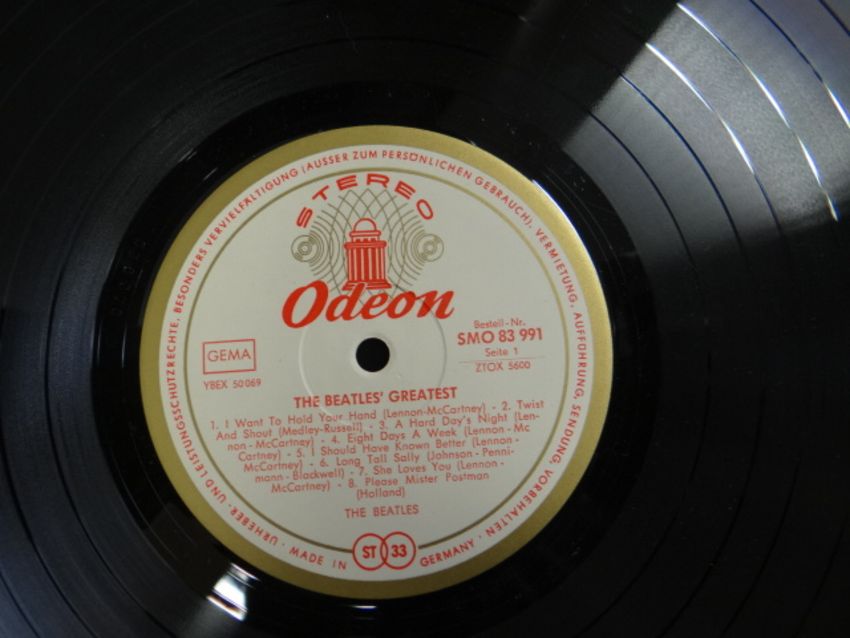 URHEBER- UND LEISTUNGSSCHUTZRECHTE, BESONDERS VERVIELFÄLTIGUNG (AUSSER ZUM PERSÖNLICHEN GEBRAUCH), VERMIETUNG, AUFFÜHRUNG, SENDUNG, VORBEHALTEN ·
STEREO
Odeon
Bestell-Nr.
SMO 83 991
Seite 1
ZTOX 5600
GEMA
YBEX 50 069
THE BEATLES' GREATEST
1. I Want To Hold Your Hand (Lennon-McCartney) - 2. Twist
And Shout (Medley-Russell) - 3. A Hard Day's Night (Len-
non - McCartney) - 4. Eight Days A Week (Lennon - Mc
Cartney) - 5. I Should Have Known Better (Lennon -
McCartney) - 6. Long Tall Sally (Johnson - Penni-
mann - Blackwell) - 7. She Loves You (Lennon -
McCartney) - 8. Please Mister Postman
(Holland)
THE BEATLES
MADE IN ST 33 GERMANY ·